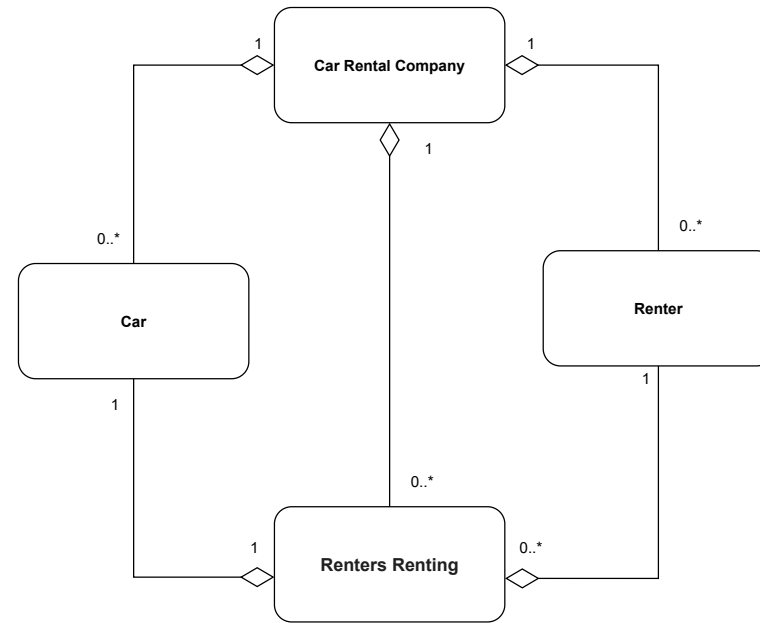 1
Car Rental Company
1
1
0..*
0..*
Car
Renter
1
1
0..*
1
Renters Renting
0..*